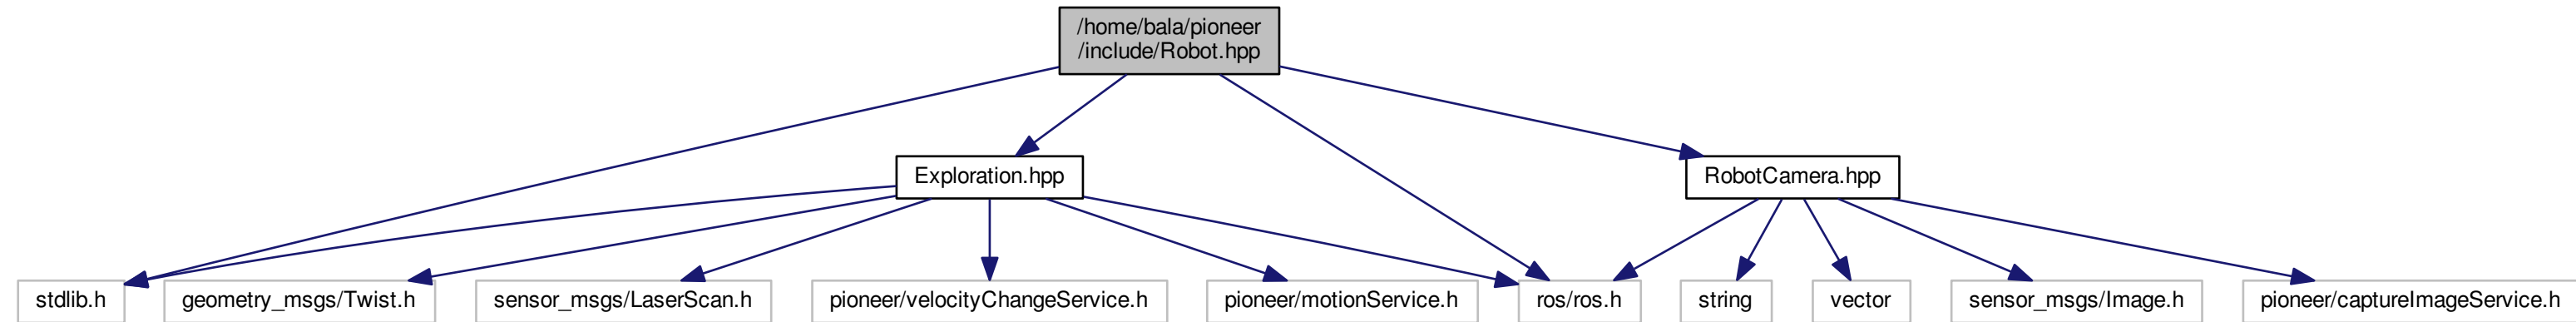 /home/bala/pioneer
/include/Robot.hpp
Exploration.hpp
RobotCamera.hpp
stdlib.h
geometry_msgs/Twist.h
sensor_msgs/LaserScan.h
pioneer/velocityChangeService.h
pioneer/motionService.h
ros/ros.h
string
vector
sensor_msgs/Image.h
pioneer/captureImageService.h